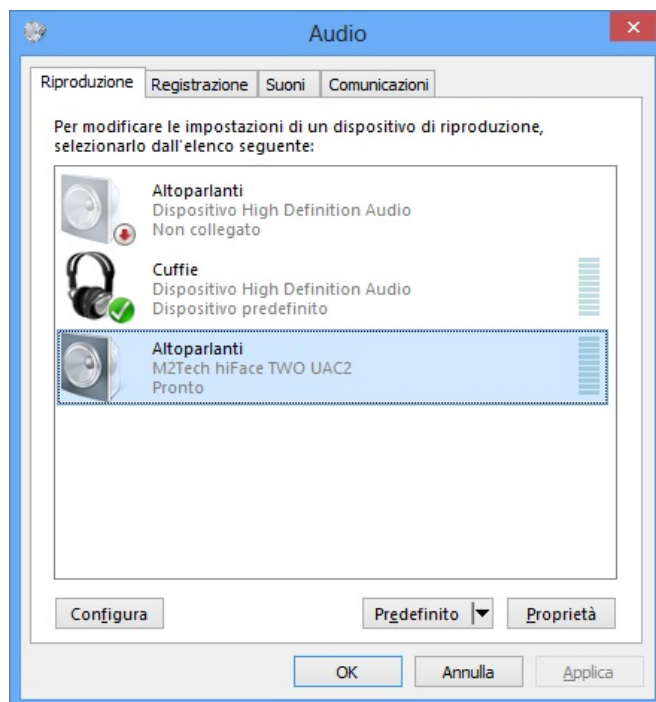 Audio
Riproduzione Registrazione Suoni Comunicazioni
Per modificare le impostazioni di un dispositivo di riproduzione,
selezionarlo dall'elenco seguente:
Altoparlanti
Dispositivo High Definition Audio
Non collegato
Cuffie
Dispositivo High Definition Audio
Dispositivo predefinito
Altoparlanti
M2Tech hiFace TWO UAC2
Pronto
Configura Predefinito Proprietà
OK Annulla Applica